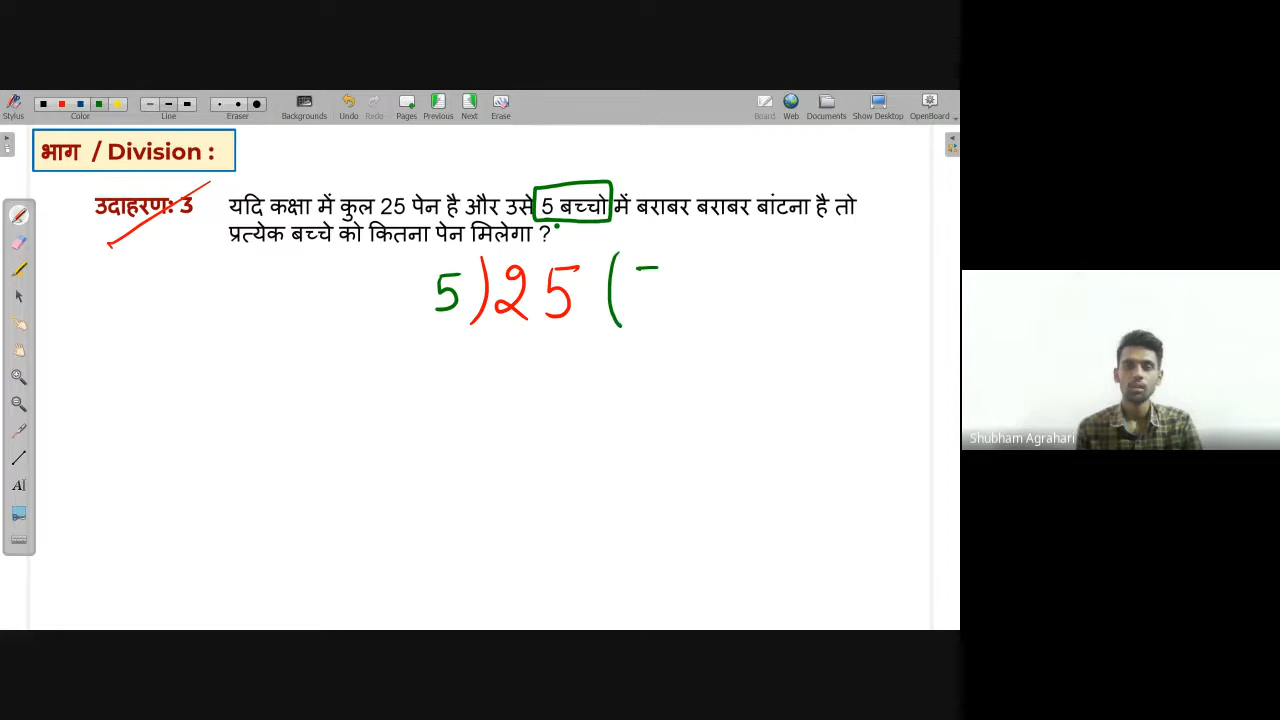 Stylus
Color
Line
Eraser
Backgrounds
Undo
Redo
Pages
Previous
Next
Erase
Board
Web
Documents
Show Desktop
OpenBoard
भाग / Division :
उदाहरण: 3 यदि कक्षा में कुल 25 पेन है और उसे 5 बच्चो में बराबर बराबर बांटना है तो
प्रत्येक बच्चे को कितना पेन मिलेगा ?
5 ) 25 (
Shubham Agrahari